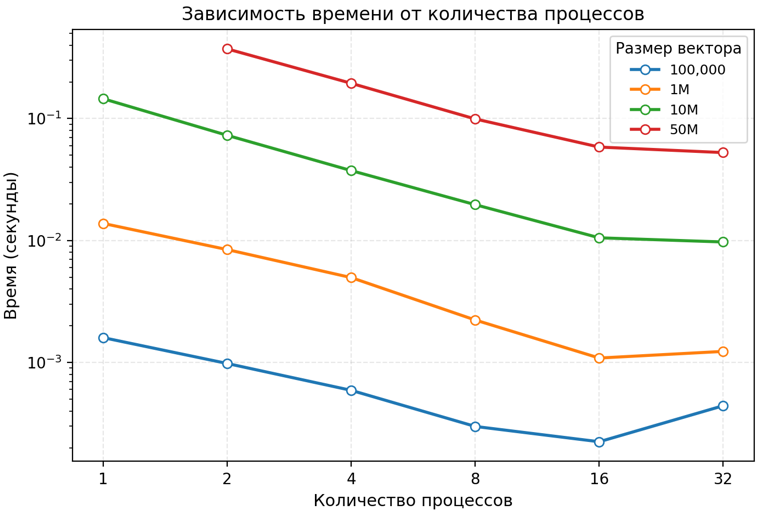 Зависимость времени от количества процессов
Размер вектора
100,000
1M
10M
50M
Время (секунды)
10⁻¹
10⁻²
10⁻³
1 2 4 8 16 32
Количество процессов